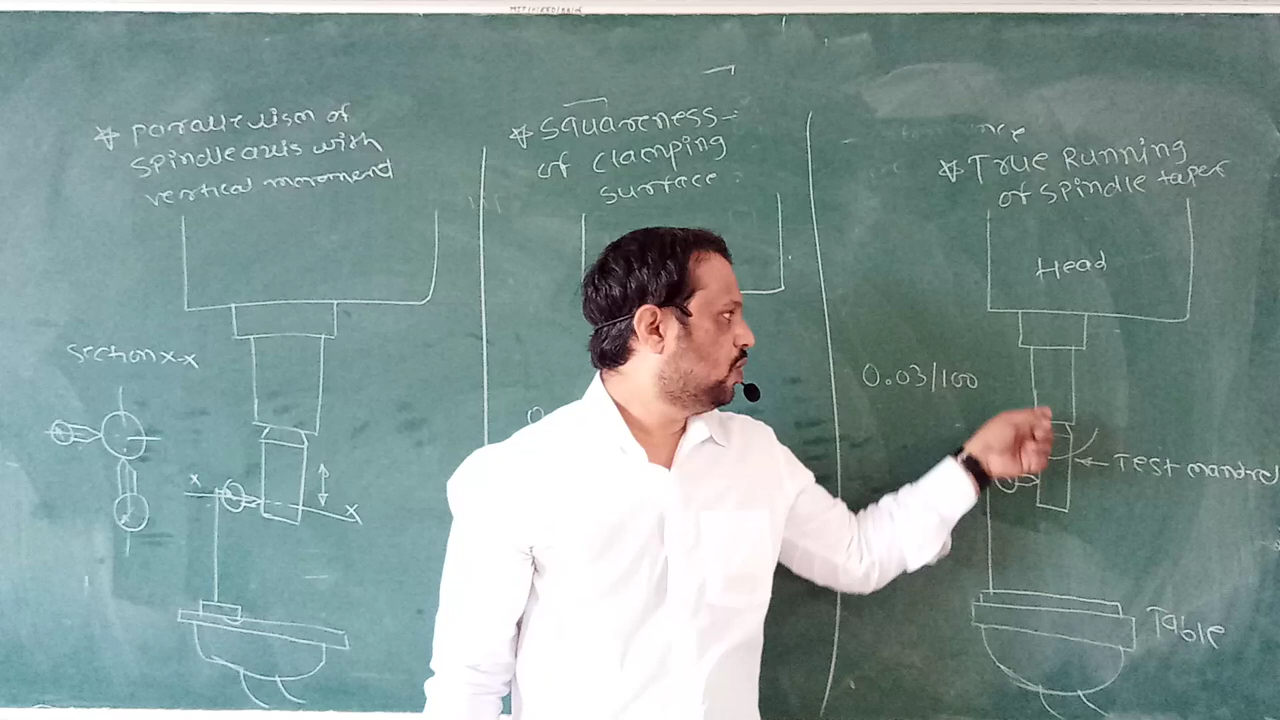 * Parallelism of
spindle axis with
vertical movement
Section x-x
x
x
* Squareness
of Clamping
surface
* True Running
of spindle taper
Head
0.03/100
Test mandrel
Table